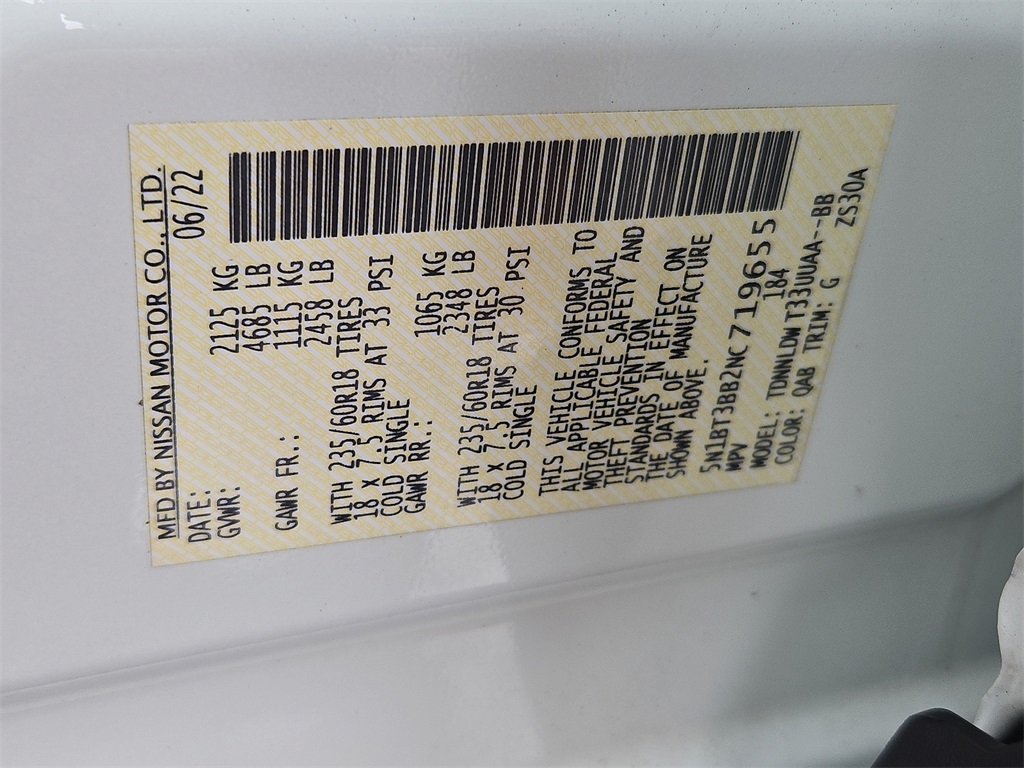 MFD BY NISSAN MOTOR CO., LTD.
DATE: 06/22
GVWR: 2125 KG
4685 LB
GAWR FR.: 1115 KG
2458 LB
WITH 235/60R18 TIRES
18 X 7.5 RIMS AT 33 PSI
COLD SINGLE
GAWR RR.: 1065 KG
2348 LB
WITH 235/60R18 TIRES
18 X 7.5 RIMS AT 30 PSI
COLD SINGLE
THIS VEHICLE CONFORMS TO
ALL APPLICABLE FEDERAL
MOTOR VEHICLE SAFETY AND
THEFT PREVENTION
STANDARDS IN EFFECT ON
THE DATE OF MANUFACTURE
SHOWN ABOVE.
5N1BT3BB2NC719655
MPV 184
MODEL: TDNNLDWT33UUAA--BB
COLOR: QAB TRIM: G ZS30A